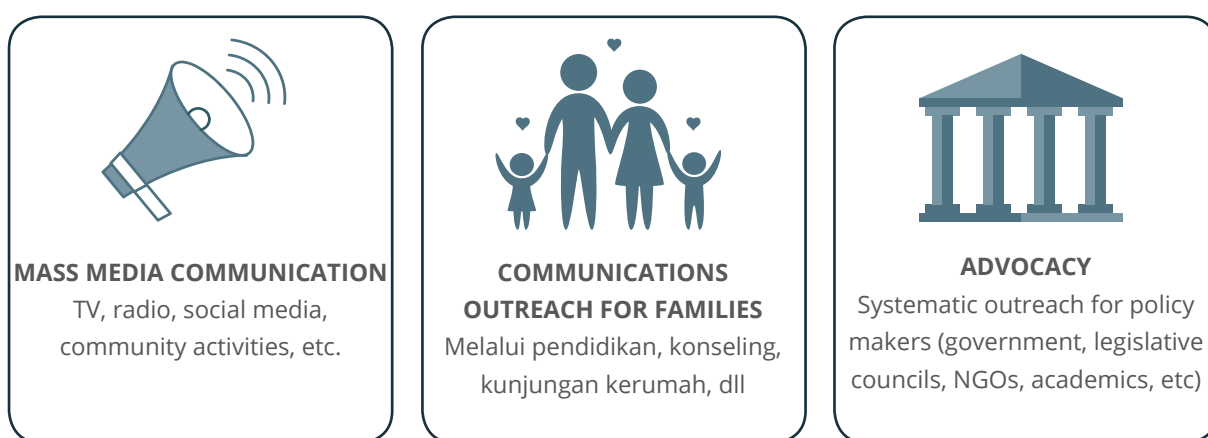 MASS MEDIA COMMUNICATION
TV, radio, social media,
community activities, etc.
COMMUNICATIONS
OUTREACH FOR FAMILIES
Melalui pendidikan, konseling,
kunjungan kerumah, dll
ADVOCACY
Systematic outreach for policy
makers (government, legislative
councils, NGOs, academics, etc)